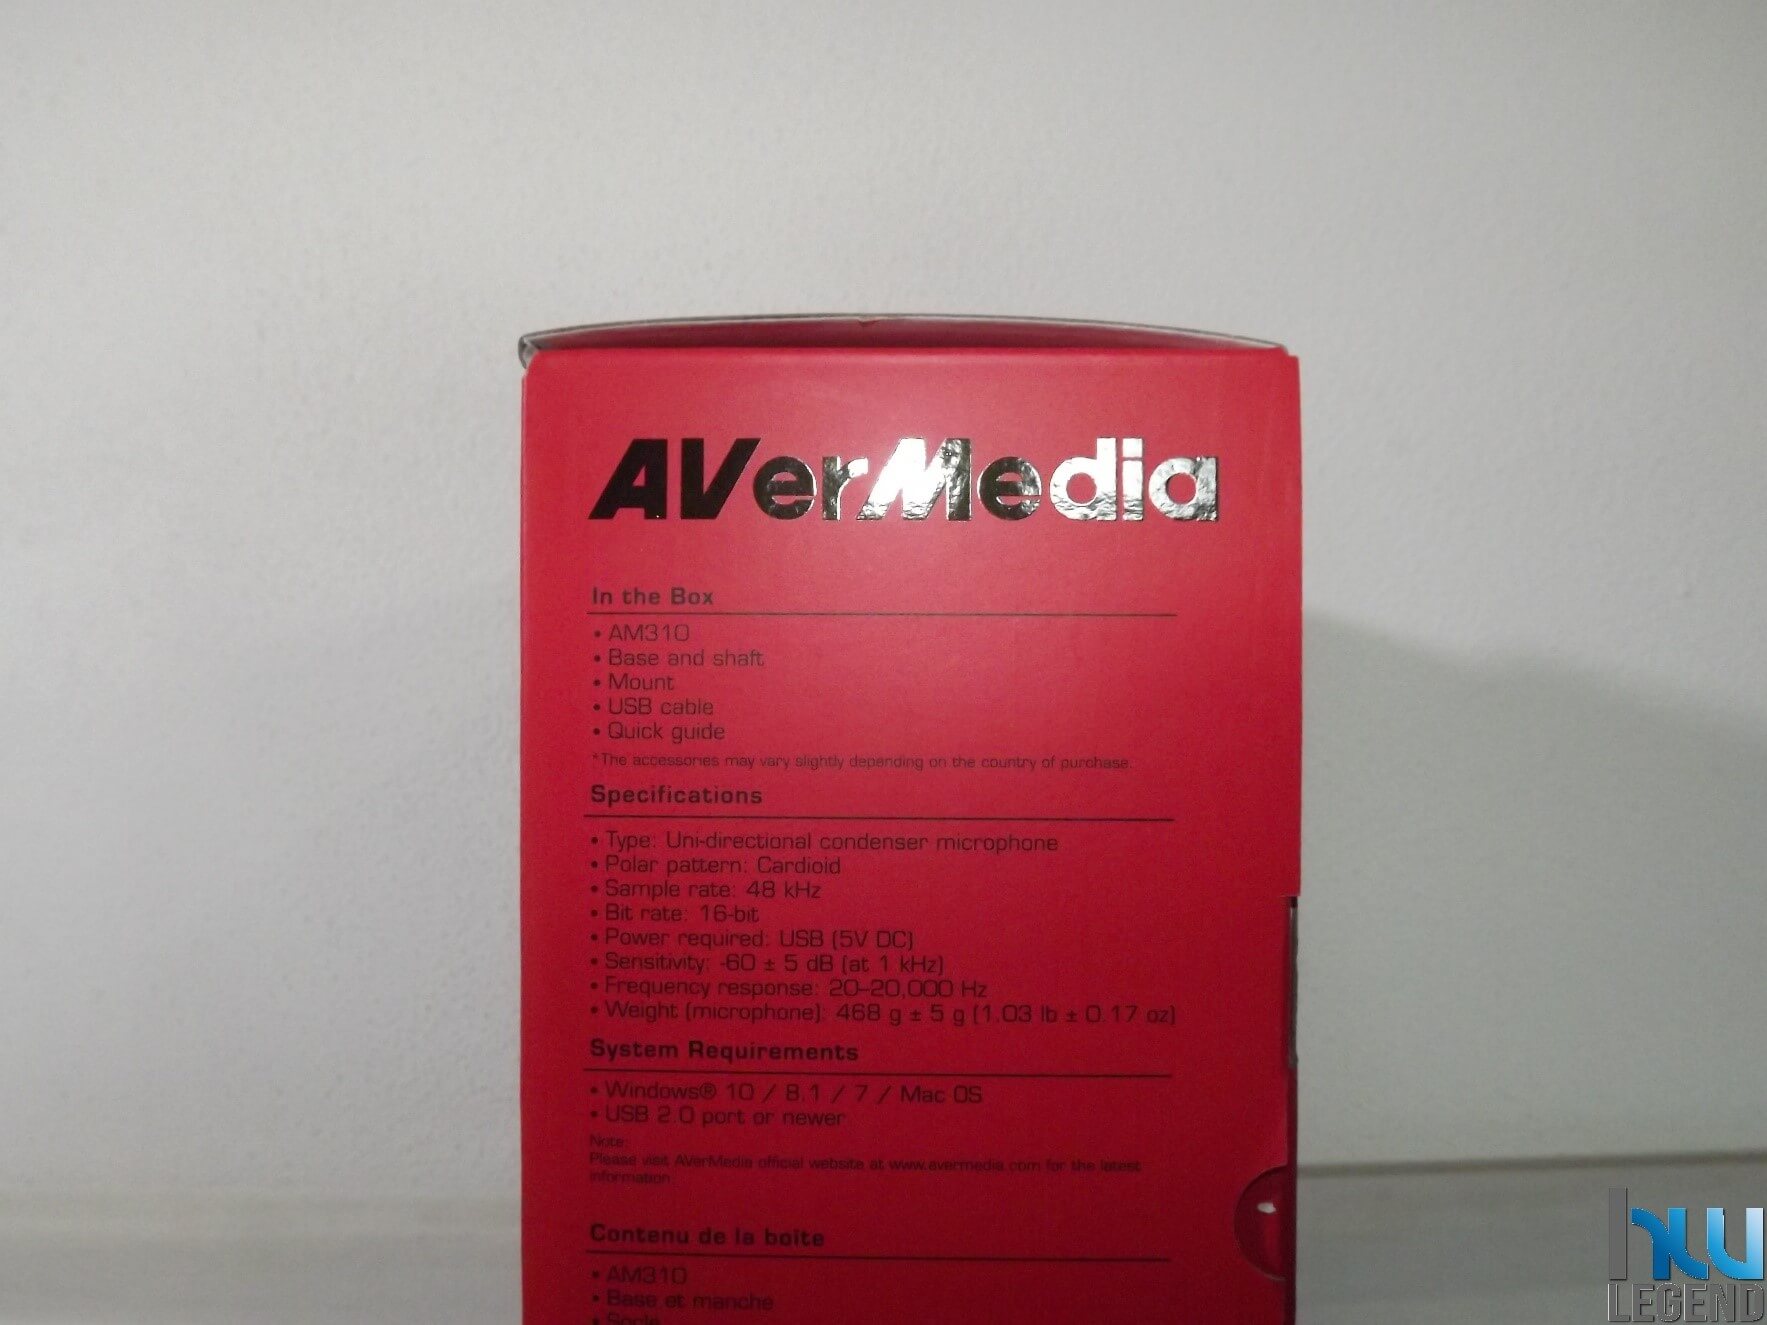 AVerMedia
In the Box
• AM310
• Base and shaft
• Mount
• USB cable
• Quick guide
*The accessories may vary slightly depending on the country of purchase.
Specifications
• Type: Uni-directional condenser microphone
• Polar pattern: Cardioid
• Sample rate: 48 kHz
• Bit rate: 16-bit
• Power required: USB (5V DC)
• Sensitivity: -60 ± 5 dB (at 1 kHz)
• Frequency response: 20–20,000 Hz
• Weight (microphone): 468 g ± 5 g (1.03 lb ± 0.17 oz)
System Requirements
• Windows® 10 / 8.1 / 7 / Mac OS
• USB 2.0 port or newer
Note:
Please visit AVerMedia official website at www.avermedia.com for the latest
information.
Contenu de la boîte
• AM310
• Base et manche
• Socle
hw
LEGEND